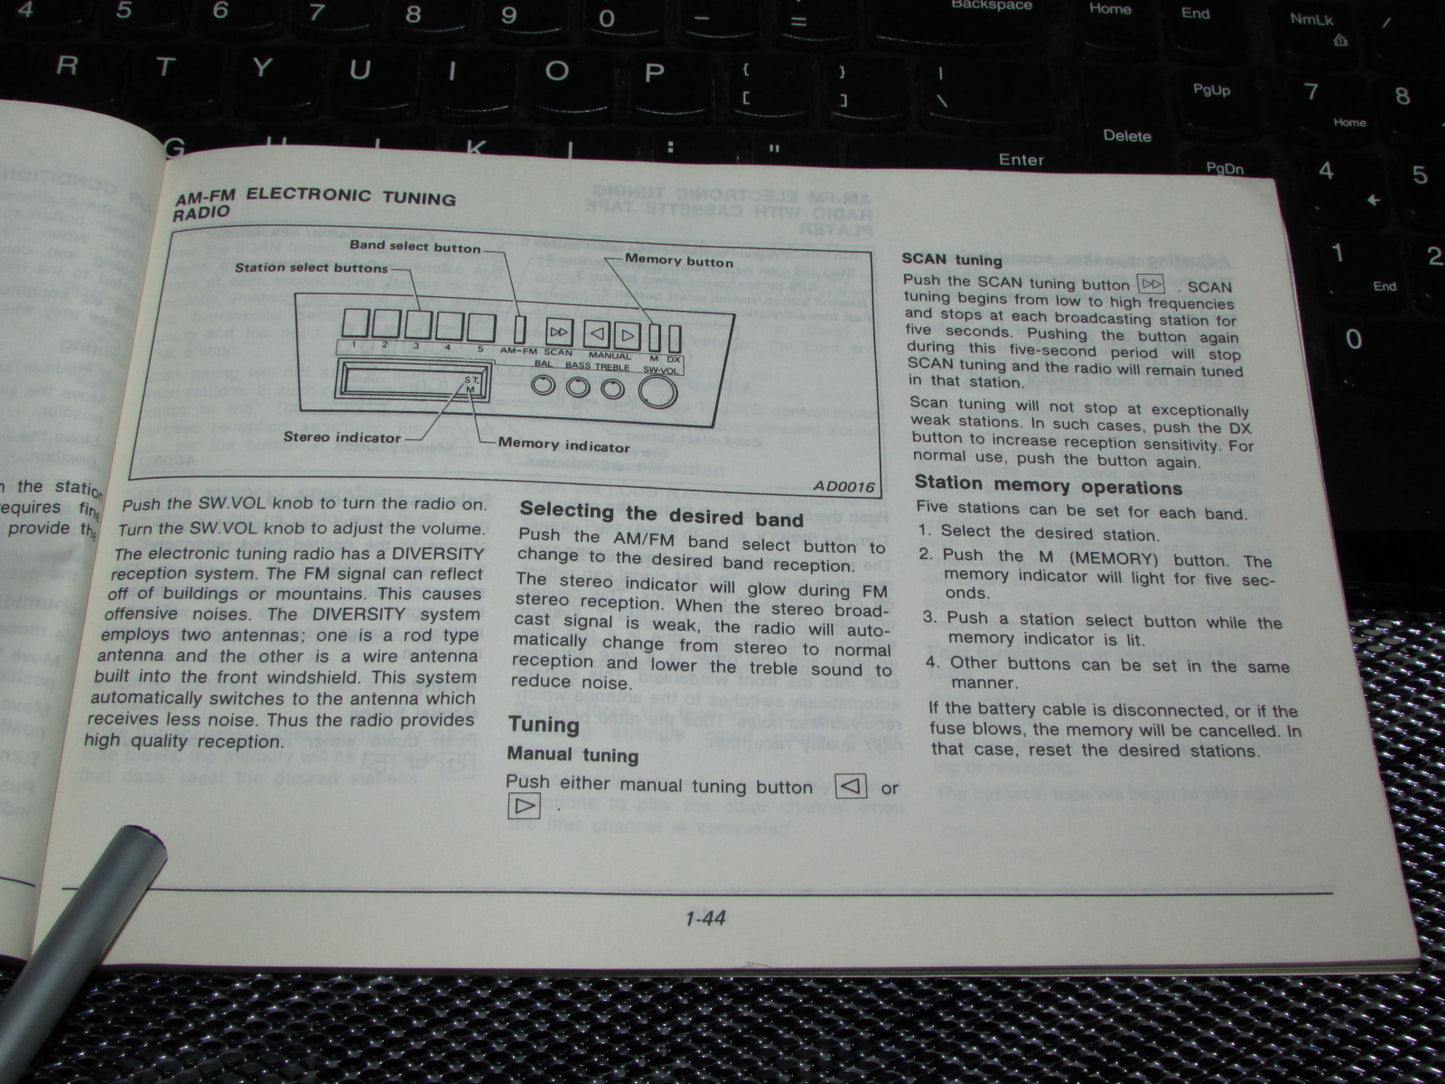 4 5 6 7 8 9 0 – =
Backspace Home End NmLk /
R T Y U I O P { [ } ] | \
PgUp 7 Home 8
Delete
G K : "
Enter PgDn 4 5
1 End 2
0
AM-FM ELECTRONIC TUNING
RADIO
Band select button
Station select buttons
Memory button
1 2 3 4 5 AM-FM SCAN MANUAL M DX
BAL BASS TREBLE SW-VOL
ST.
M
Stereo indicator
Memory indicator
AD0016
Push the SW.VOL knob to turn the radio on.
Turn the SW.VOL knob to adjust the volume.
The electronic tuning radio has a DIVERSITY
reception system. The FM signal can reflect
off of buildings or mountains. This causes
offensive noises. The DIVERSITY system
employs two antennas; one is a rod type
antenna and the other is a wire antenna
built into the front windshield. This system
automatically switches to the antenna which
receives less noise. Thus the radio provides
high quality reception.
Selecting the desired band
Push the AM/FM band select button to
change to the desired band reception.
The stereo indicator will glow during FM
stereo reception. When the stereo broad-
cast signal is weak, the radio will auto-
matically change from stereo to normal
reception and lower the treble sound to
reduce noise.
Tuning
Manual tuning
Push either manual tuning button ◁ or
▷ .
SCAN tuning
Push the SCAN tuning button ▷▷ . SCAN
tuning begins from low to high frequencies
and stops at each broadcasting station for
five seconds. Pushing the button again
during this five-second period will stop
SCAN tuning and the radio will remain tuned
in that station.
Scan tuning will not stop at exceptionally
weak stations. In such cases, push the DX
button to increase reception sensitivity. For
normal use, push the button again.
Station memory operations
Five stations can be set for each band.
1. Select the desired station.
2. Push the M (MEMORY) button. The
memory indicator will light for five sec-
onds.
3. Push a station select button while the
memory indicator is lit.
4. Other buttons can be set in the same
manner.
If the battery cable is disconnected, or if the
fuse blows, the memory will be cancelled. In
that case, reset the desired stations.
1-44
the station
requires fine
provide the